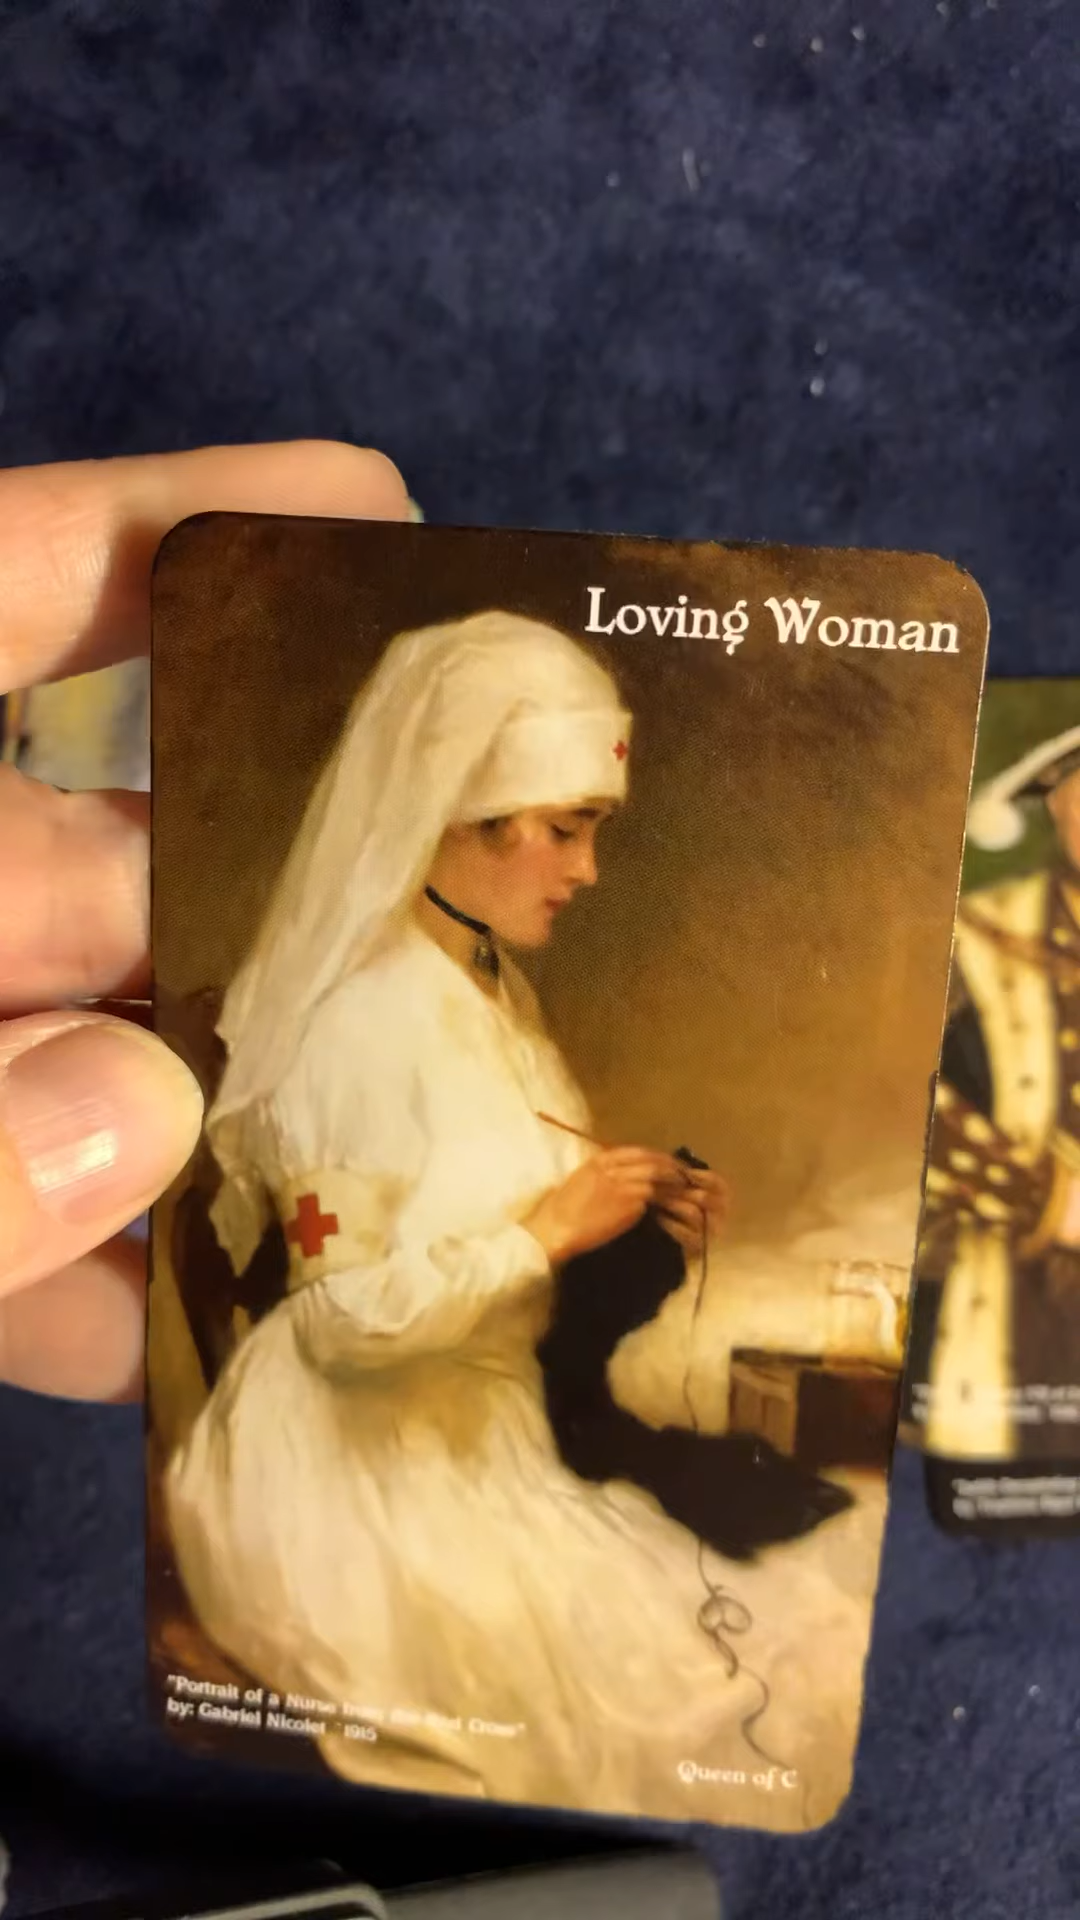 Loving Woman
"Portrait of a Nurse from the Red Cross"
by: Gabriel Nicolet 1915
Queen of C